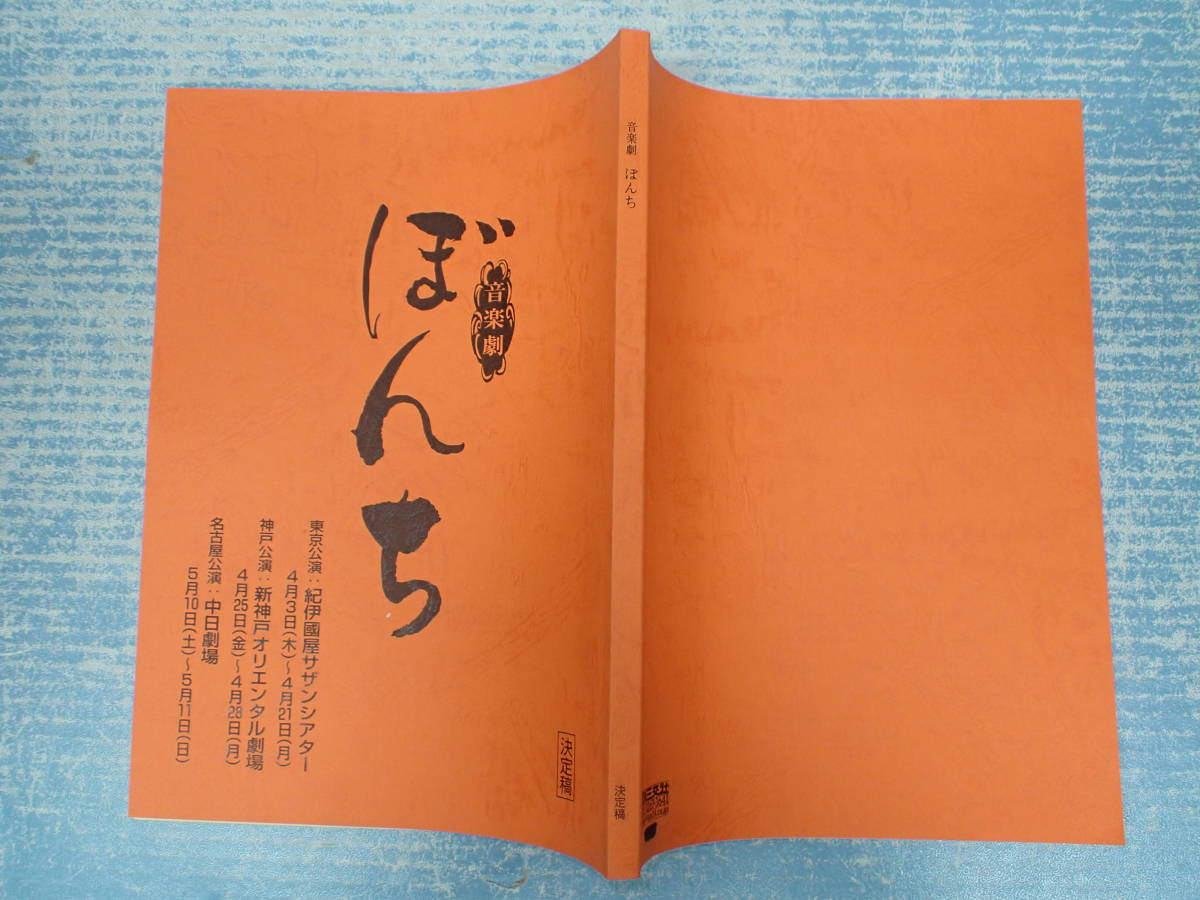 音楽劇
ぼんち
東京公演：紀伊國屋サザンシアター
4月3日(木)～4月21日(月)
神戸公演：新神戸オリエンタル劇場
4月25日(金)～4月28日(月)
名古屋公演：中日劇場
5月10日(土)～5月11日(日)
決定稿
音楽劇 ぼんち
決定稿